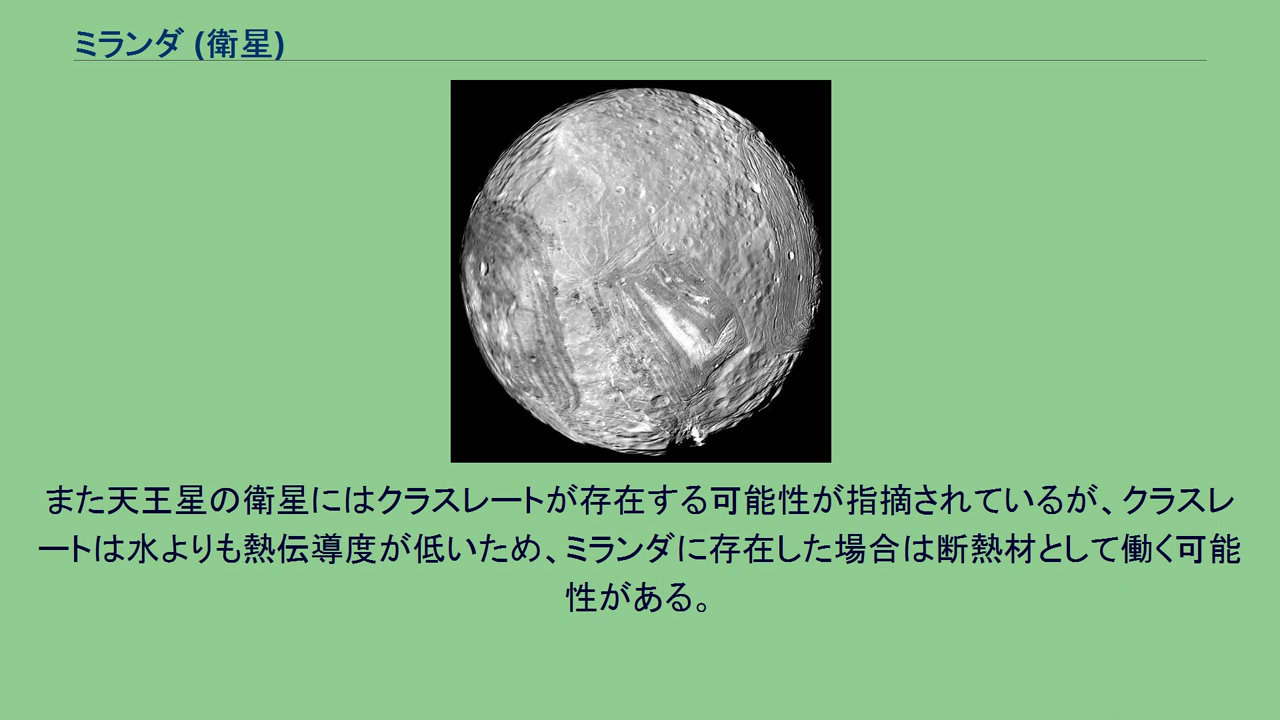 ミランダ (衛星)
また天王星の衛星にはクラスレートが存在する可能性が指摘されているが、クラスレ
ートは水よりも熱伝導度が低いため、ミランダに存在した場合は断熱材として働く可能
性がある。